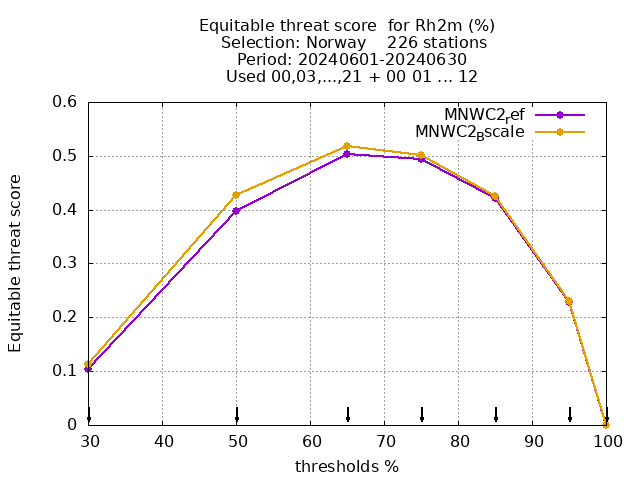 Equitable threat score  for Rh2m (%)
Selection: Norway    226 stations
Period: 20240601-20240630
Used 00,03,...,21 + 00 01 ... 12
MNWC2ref
MNWC2Bscale
Equitable threat score
0.6
0.5
0.4
0.3
0.2
0.1
0
30 40 50 60 70 80 90 100
thresholds %